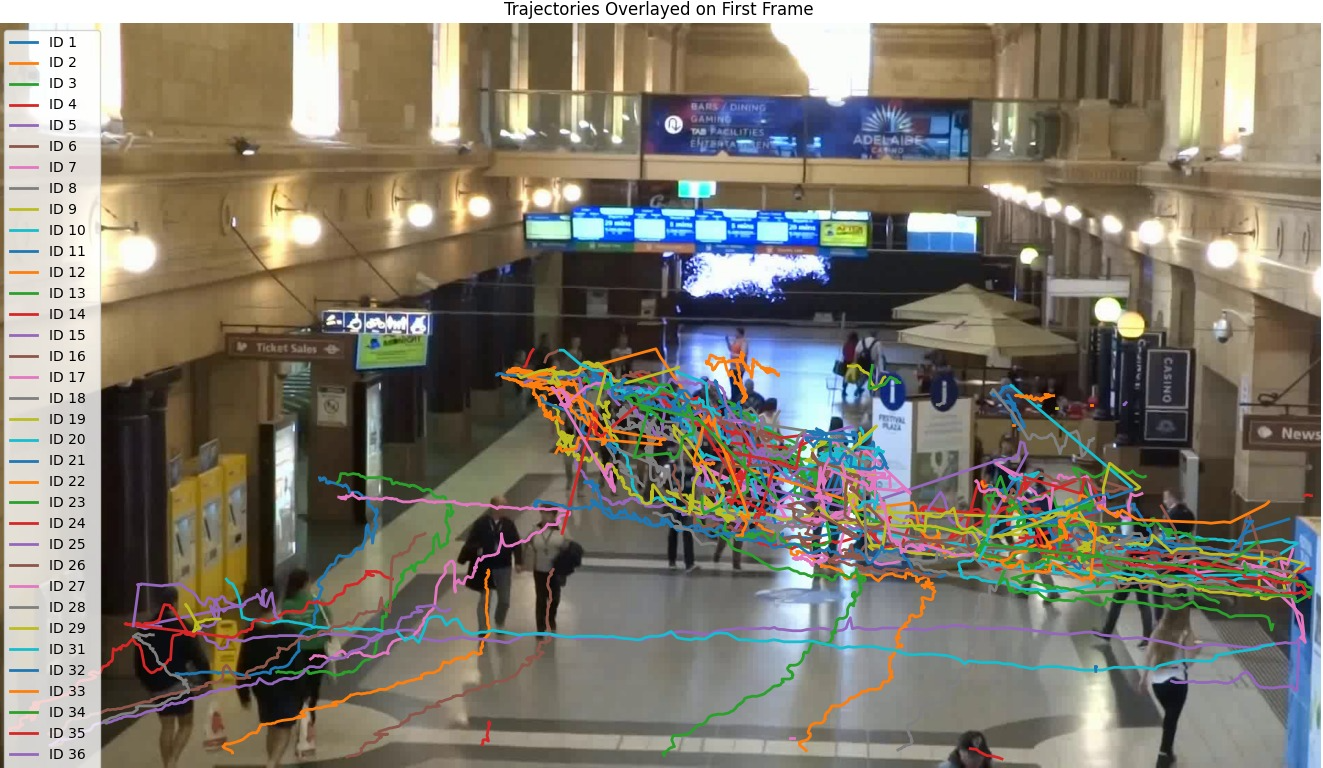 Trajectories Overlayed on First Frame
ID 1
ID 2
ID 3
ID 4
ID 5
ID 6
ID 7
ID 8
ID 9
ID 10
ID 11
ID 12
ID 13
ID 14
ID 15
ID 16
ID 17
ID 18
ID 19
ID 20
ID 21
ID 22
ID 23
ID 24
ID 25
ID 26
ID 27
ID 28
ID 29
ID 31
ID 32
ID 33
ID 34
ID 35
ID 36
BARS / DINING
GAMING
TAB FACILITIES
ENTERTAINMENT
ADELAIDE
CASINO
Ticket Sales
I
J
FESTIVAL
PLAZA
CASINO
News